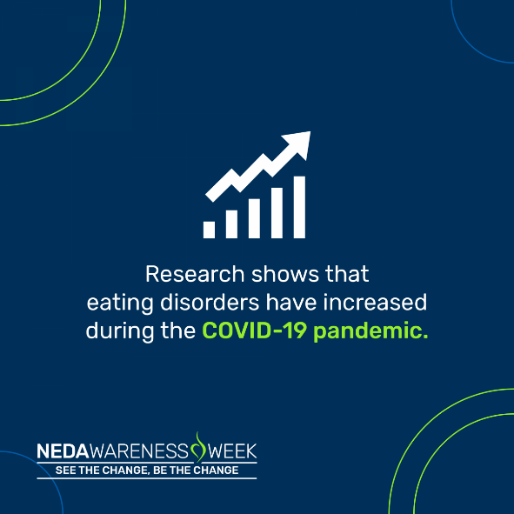 Research shows that
eating disorders have increased
during the COVID-19 pandemic.
NEDAWARENESS WEEK
SEE THE CHANGE, BE THE CHANGE